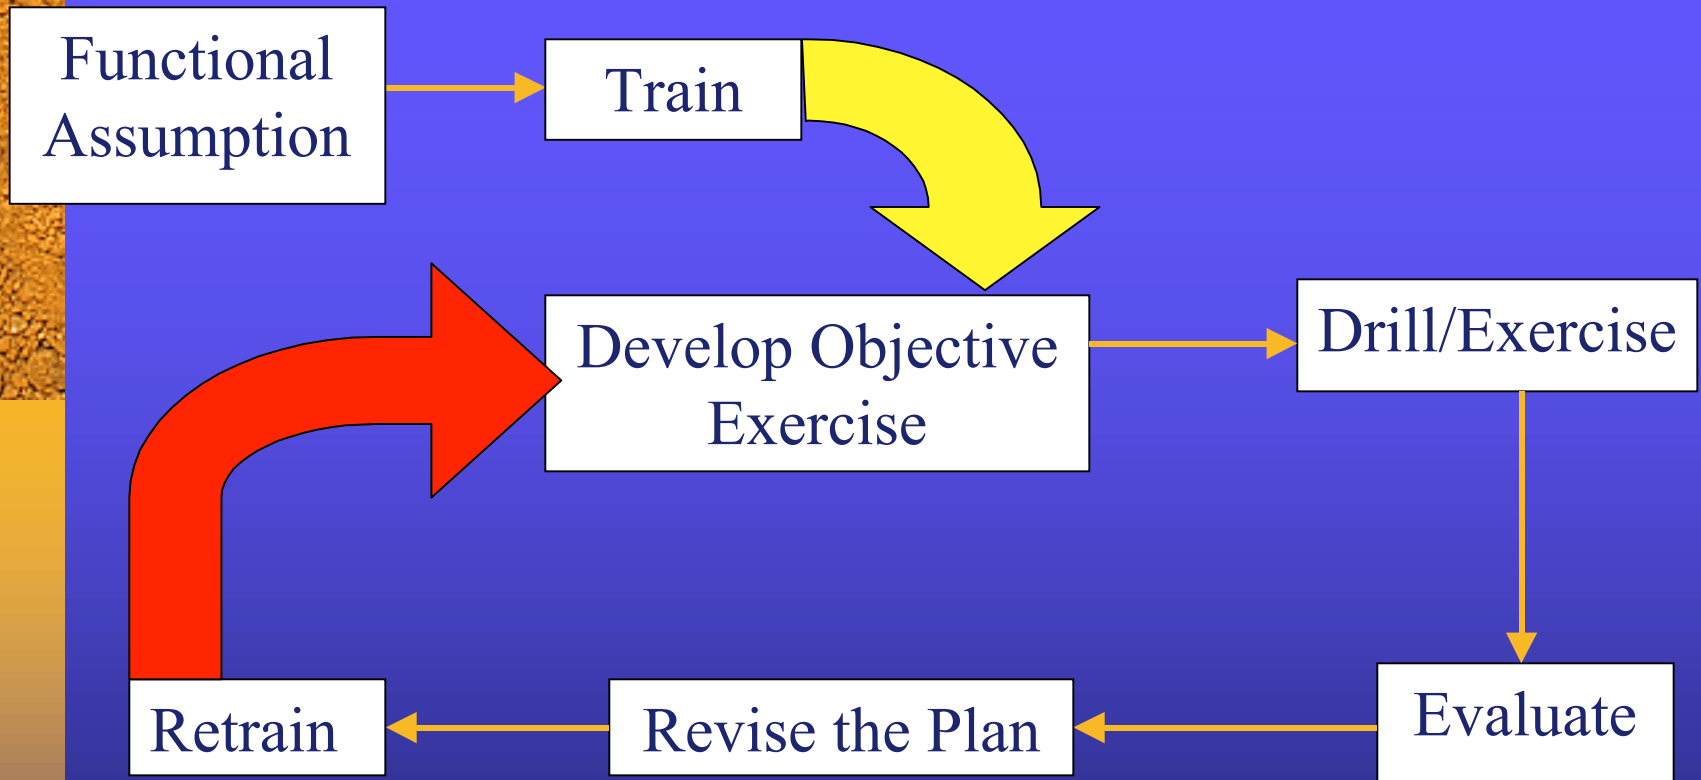 Functional
Assumption
Train
Develop Objective
Exercise
Drill/Exercise
Evaluate
Revise the Plan
Retrain